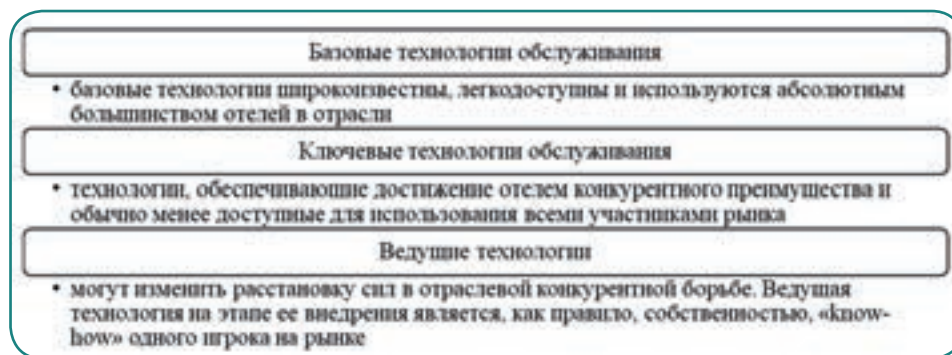 Базовые технологии обслуживания
• базовые технологии широкоизвестны, легкодоступны и используются абсолютным
большинством отелей в отрасли
Ключевые технологии обслуживания
• технологии, обеспечивающие достижение отелем конкурентного преимущества и
обычно менее доступные для использования всеми участниками рынка
Ведущие технологии
• могут изменить расстановку сил в отраслевой конкурентной борьбе. Ведущая
технология на этапе ее внедрения является, как правило, собственностью, «know-
how» одного игрока на рынке